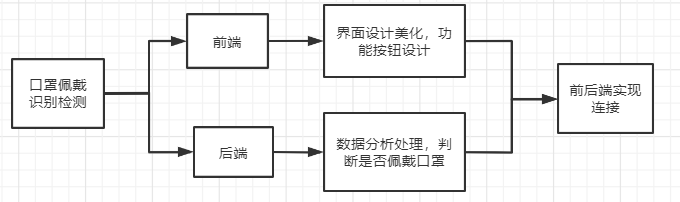 口罩佩戴
识别检测
前端
界面设计美化，功
能按钮设计
后端
数据分析处理，判
断是否佩戴口罩
前后端实现
连接